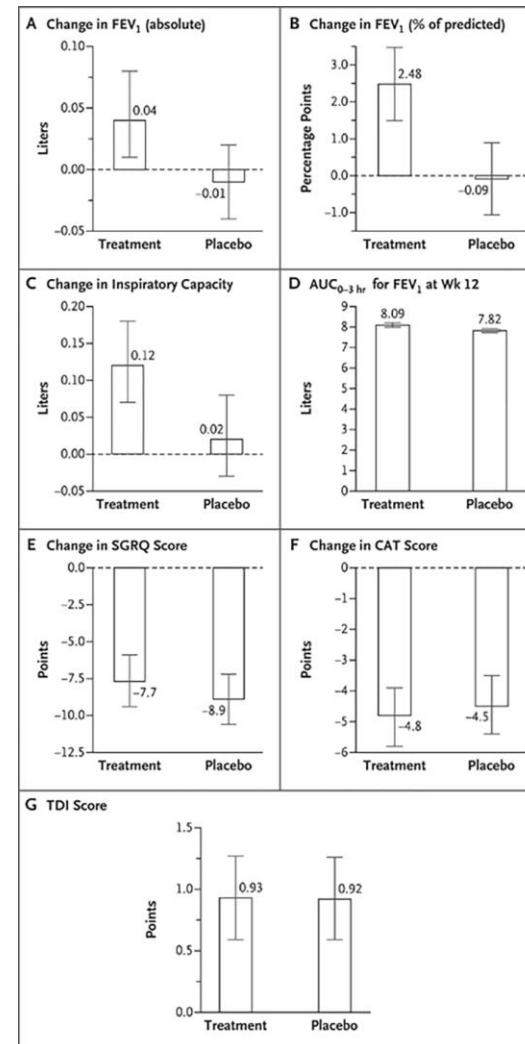 A Change in FEV₁ (absolute)
0.10
0.05
0.00
−0.05
Liters
0.04
−0.01
Treatment Placebo
B Change in FEV₁ (% of predicted)
3.0
2.0
1.0
0.0
−1.0
Percentage Points
2.48
−0.09
Treatment Placebo
C Change in Inspiratory Capacity
0.20
0.15
0.10
0.05
0.00
−0.05
Liters
0.12
0.02
Treatment Placebo
D AUC₀₋₃ hr for FEV₁ at Wk 12
9
8
7
6
5
4
3
2
1
0
Liters
8.09
7.82
Treatment Placebo
E Change in SGRQ Score
0.0
−2.5
−5.0
−7.5
−10.0
−12.5
Points
−7.7
−8.9
Treatment Placebo
F Change in CAT Score
0
−1
−2
−3
−4
−5
−6
Points
−4.8
−4.5
Treatment Placebo
G TDI Score
1.5
1.0
0.5
0.0
Points
0.93
0.92
Treatment Placebo